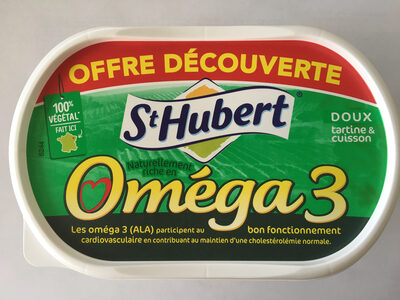 OFFRE DÉCOUVERTE
100%
VÉGÉTAL*
FAIT ICI
St Hubert®
DOUX
tartine &
cuisson
Naturellement
riche en
Oméga 3
Les oméga 3 (ALA) participent au bon fonctionnement
cardiovasculaire en contribuant au maintien d'une cholestérolémie normale.